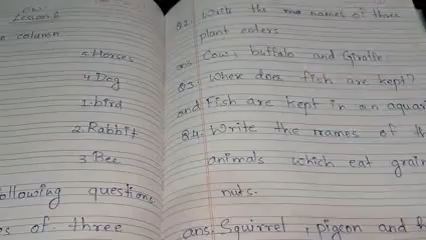 C.W.
Lesson-6
column
5. Horses
4. Dog
1. bird
2. Rabbit
3. Bee
following questions
of three
Q2. Write the names of three
plant eaters.
ans. Cow, buffalo and Giraffe
Q3. Where does fish are kept?
ans Fish are kept in an
Q4. Write the names of
animals which eat
nuts.
ans. Squirrel, pigeon and